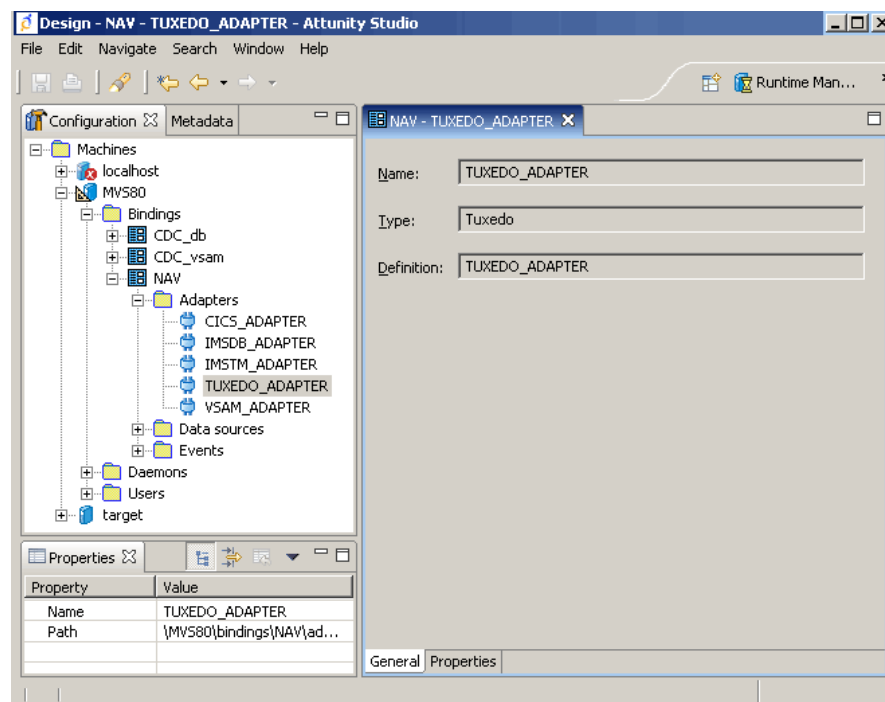 Design - NAV - TUXEDO_ADAPTER - Attunity Studio
File Edit Navigate Search Window Help
Runtime Man...
Configuration Metadata
Machines
localhost
MVS80
Bindings
CDC_db
CDC_vsam
NAV
Adapters
CICS_ADAPTER
IMSDB_ADAPTER
IMSTM_ADAPTER
TUXEDO_ADAPTER
VSAM_ADAPTER
Data sources
Events
Daemons
Users
target
Properties
Property Value
Name TUXEDO_ADAPTER
Path \MVS80\bindings\NAV\ad...
NAV - TUXEDO_ADAPTER
Name: TUXEDO_ADAPTER
Type: Tuxedo
Definition: TUXEDO_ADAPTER
General Properties